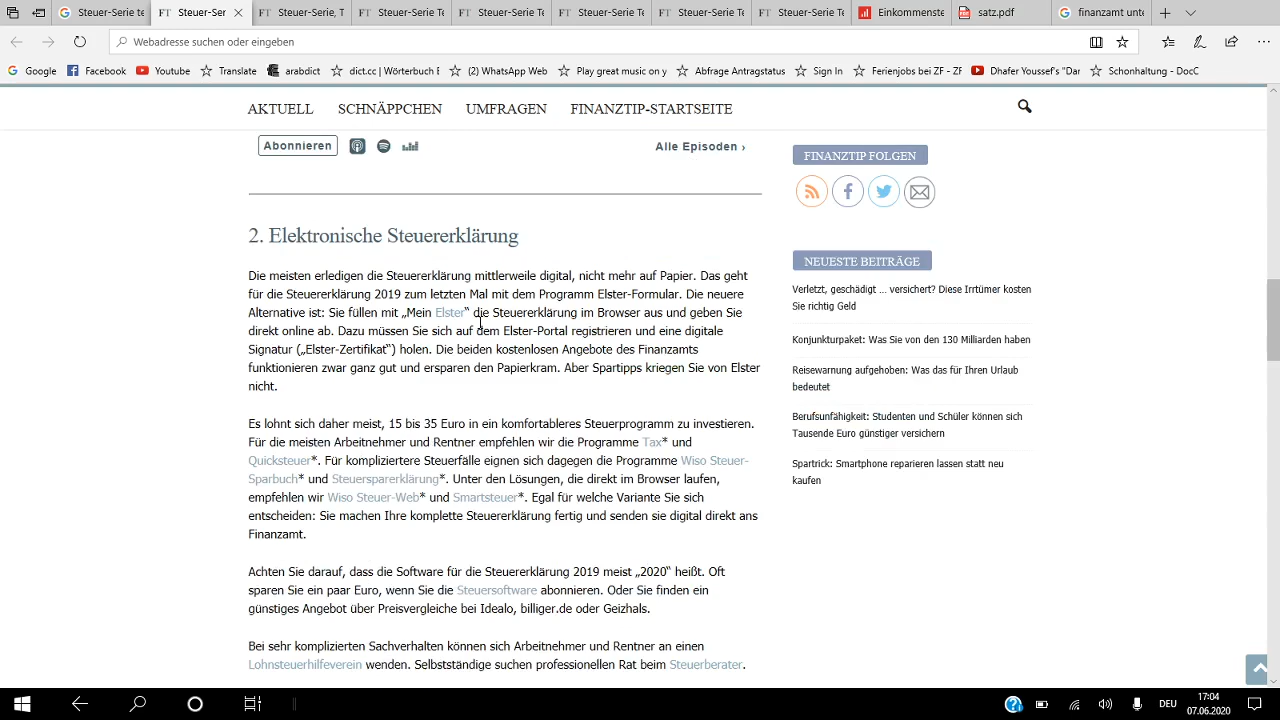 Steuer-Serie te
Steuer-Ser
Steuer-Serie, T
Steuer-Serie Te
Steuer-Serie Te
Steuer-Serie Te
Steuer-Serie Te
Steuer-Serie Te
Einkommenste
satz.pdf
finanzamt unte
Webadresse suchen oder eingeben
Google
Facebook
Youtube
Translate
arabdict
dict.cc | Wörterbuch E
(2) WhatsApp Web
Play great music on y
Abfrage Antragstatus
Sign In
Ferienjobs bei ZF - ZF
Dhafer Youssef's "Dar
Schonhaltung - DocC
AKTUELL SCHNÄPPCHEN UMFRAGEN FINANZTIP-STARTSEITE
Abonnieren
Alle Episoden ›
2. Elektronische Steuererklärung
Die meisten erledigen die Steuererklärung mittlerweile digital, nicht mehr auf Papier. Das geht
für die Steuererklärung 2019 zum letzten Mal mit dem Programm Elster-Formular. Die neuere
Alternative ist: Sie füllen mit „Mein Elster“ die Steuererklärung im Browser aus und geben Sie
direkt online ab. Dazu müssen Sie sich auf dem Elster-Portal registrieren und eine digitale
Signatur („Elster-Zertifikat“) holen. Die beiden kostenlosen Angebote des Finanzamts
funktionieren zwar ganz gut und ersparen den Papierkram. Aber Spartipps kriegen Sie von Elster
nicht.
Es lohnt sich daher meist, 15 bis 35 Euro in ein komfortableres Steuerprogramm zu investieren.
Für die meisten Arbeitnehmer und Rentner empfehlen wir die Programme Tax* und
Quicksteuer*. Für kompliziertere Steuerfälle eignen sich dagegen die Programme Wiso Steuer-
Sparbuch* und Steuersparerklärung*. Unter den Lösungen, die direkt im Browser laufen,
empfehlen wir Wiso Steuer-Web* und Smartsteuer*. Egal für welche Variante Sie sich
entscheiden: Sie machen Ihre komplette Steuererklärung fertig und senden sie digital direkt ans
Finanzamt.
Achten Sie darauf, dass die Software für die Steuererklärung 2019 meist „2020“ heißt. Oft
sparen Sie ein paar Euro, wenn Sie die Steuersoftware abonnieren. Oder Sie finden ein
günstiges Angebot über Preisvergleiche bei Idealo, billiger.de oder Geizhals.
Bei sehr komplizierten Sachverhalten können sich Arbeitnehmer und Rentner an einen
Lohnsteuerhilfeverein wenden. Selbstständige suchen professionellen Rat beim Steuerberater.
FINANZTIP FOLGEN
NEUESTE BEITRÄGE
Verletzt, geschädigt ... versichert? Diese Irrtümer kosten
Sie richtig Geld
Konjunkturpaket: Was Sie von den 130 Milliarden haben
Reisewarnung aufgehoben: Was das für Ihren Urlaub
bedeutet
Berufsunfähigkeit: Studenten und Schüler können sich
Tausende Euro günstiger versichern
Spartrick: Smartphone reparieren lassen statt neu
kaufen
DEU
17:04
07.06.2020